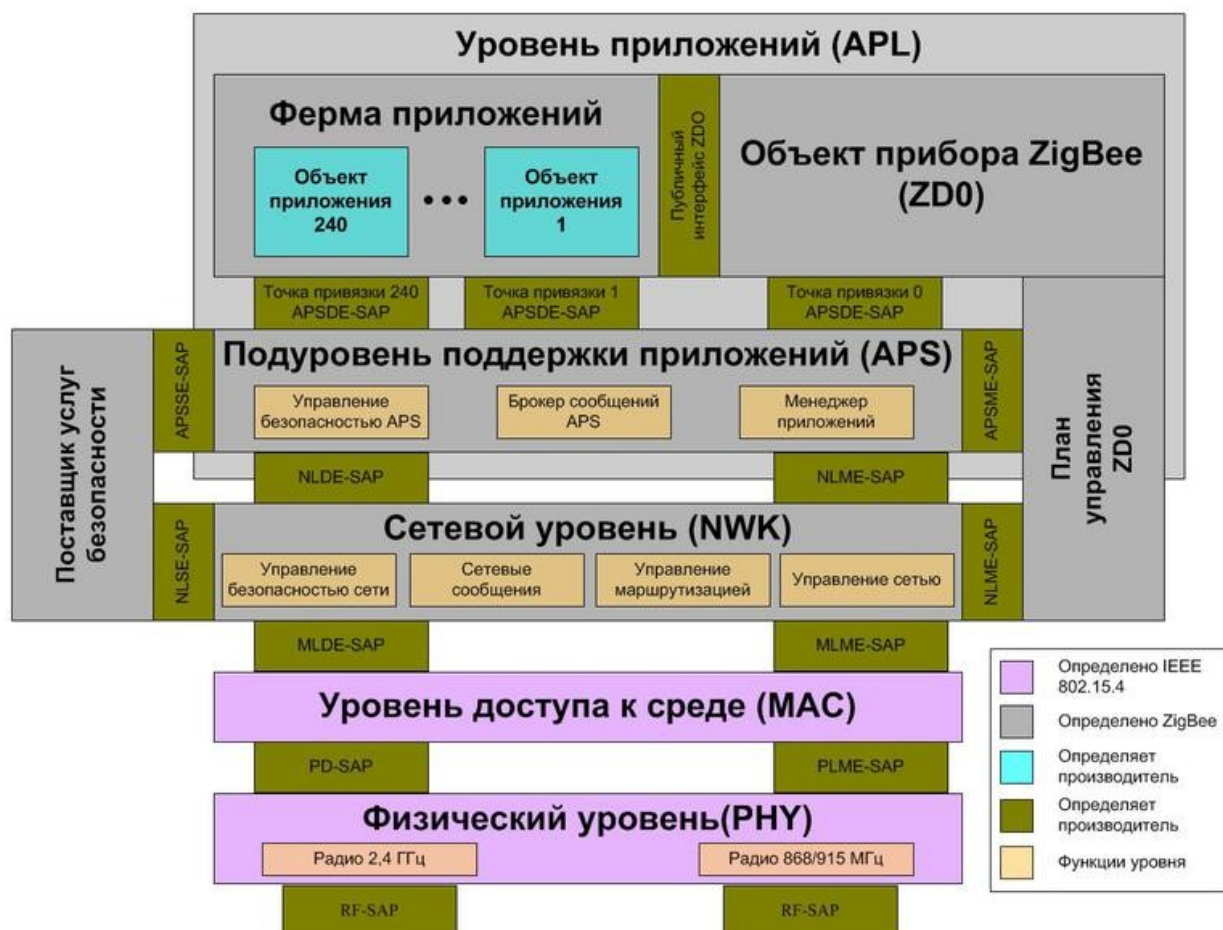 Уровень приложений (APL)
Ферма приложений
Объект
приложения
240
•••
Объект
приложения
1
Публичный
интерфейс ZDO
Объект прибора ZigBee
(ZD0)
Точка привязки 240
APSDE-SAP
Точка привязки 1
APSDE-SAP
Точка привязки 0
APSDE-SAP
Поставщик услуг
безопасности
APSSE-SAP
Подуровень поддержки приложений (APS)
Управление
безопасностью APS
Брокер сообщений
APS
Менеджер
приложений
APSME-SAP
План
управления
ZD0
NLDE-SAP
NLME-SAP
NLSE-SAP
Сетевой уровень (NWK)
Управление
безопасностью сети
Сетевые
сообщения
Управление
маршрутизацией
Управление сетью
NLME-SAP
MLDE-SAP
MLME-SAP
Уровень доступа к среде (MAC)
PD-SAP
PLME-SAP
Физический уровень(PHY)
Радио 2,4 ГГц
Радио 868/915 МГц
RF-SAP
RF-SAP
Определено IEEE
802.15.4
Определено ZigBee
Определяет
производитель
Определяет
производитель
Функции уровня